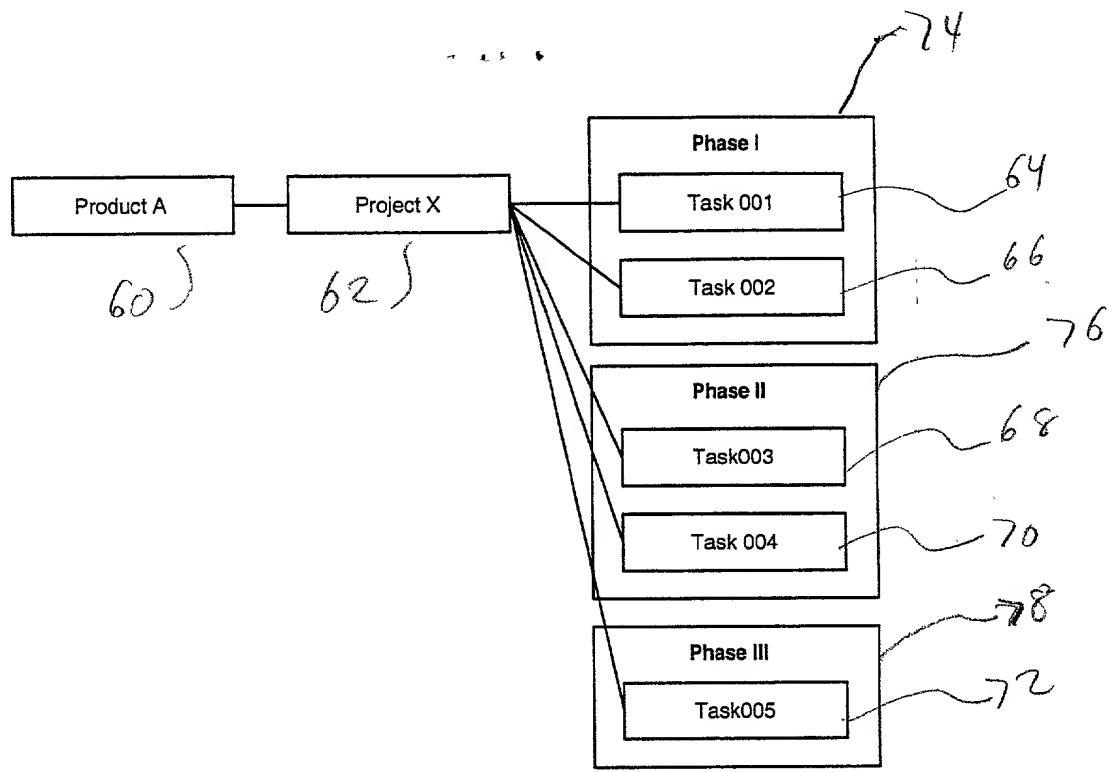 74
Phase I
Product A
Project X
Task 001
64
60
62
Task 002
66
76
Phase II
Task003
68
Task 004
70
Phase III
78
Task005
72